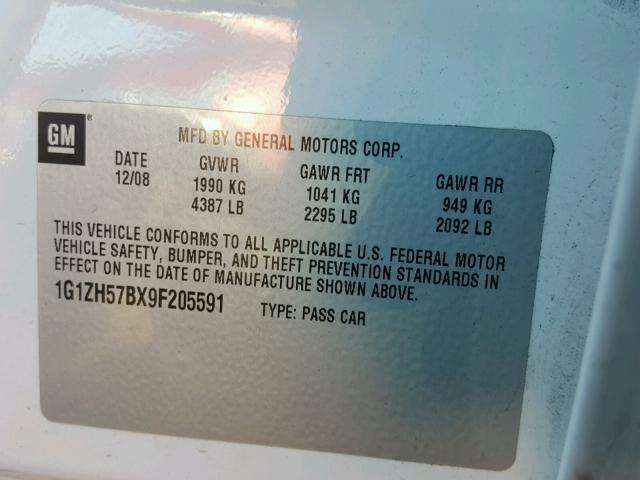 GM ®
MFD BY GENERAL MOTORS CORP.
DATE GVWR GAWR FRT GAWR RR
12/08 1990 KG 1041 KG 949 KG
4387 LB 2295 LB 2092 LB
THIS VEHICLE CONFORMS TO ALL APPLICABLE U.S. FEDERAL MOTOR
VEHICLE SAFETY, BUMPER, AND THEFT PREVENTION STANDARDS IN
EFFECT ON THE DATE OF MANUFACTURE SHOWN ABOVE.
1G1ZH57BX9F205591 TYPE: PASS CAR